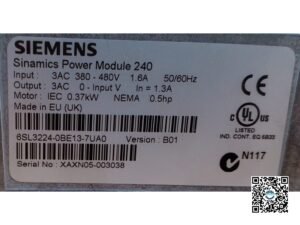 SIEMENS
Sinamics Power Module 240
Input : 3AC 380 - 480V 1.6A 50/60Hz
Output : 3AC 0 - Input V In = 1.3A
Motor : IEC 0.37kW NEMA 0.5hp
Made in EU (UK)
6SL3224-0BE13-7UA0 Version : B01
Serial No : XAXN05-003038
CE
C UL US
LISTED
IND. CONT. EQ. 5B33
N117